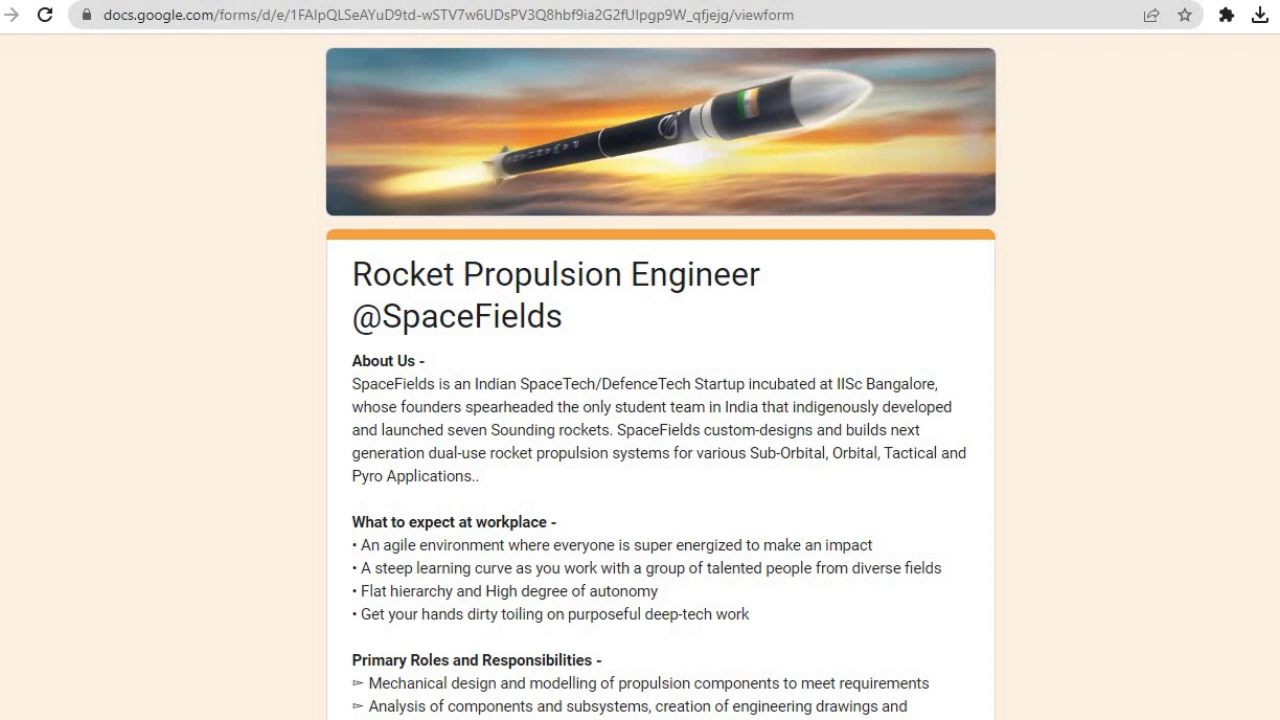 docs.google.com/forms/d/e/1FAIpQLSeAYuD9td-wSTV7w6UDsPV3Q8hbf9ia2G2fUIpgp9W_qfjejg/viewform
Rocket Propulsion Engineer
@SpaceFields
About Us -
SpaceFields is an Indian SpaceTech/DefenceTech Startup incubated at IISc Bangalore,
whose founders spearheaded the only student team in India that indigenously developed
and launched seven Sounding rockets. SpaceFields custom-designs and builds next
generation dual-use rocket propulsion systems for various Sub-Orbital, Orbital, Tactical and
Pyro Applications..
What to expect at workplace -
• An agile environment where everyone is super energized to make an impact
• A steep learning curve as you work with a group of talented people from diverse fields
• Flat hierarchy and High degree of autonomy
• Get your hands dirty toiling on purposeful deep-tech work
Primary Roles and Responsibilities -
▻ Mechanical design and modelling of propulsion components to meet requirements
▻ Analysis of components and subsystems, creation of engineering drawings and